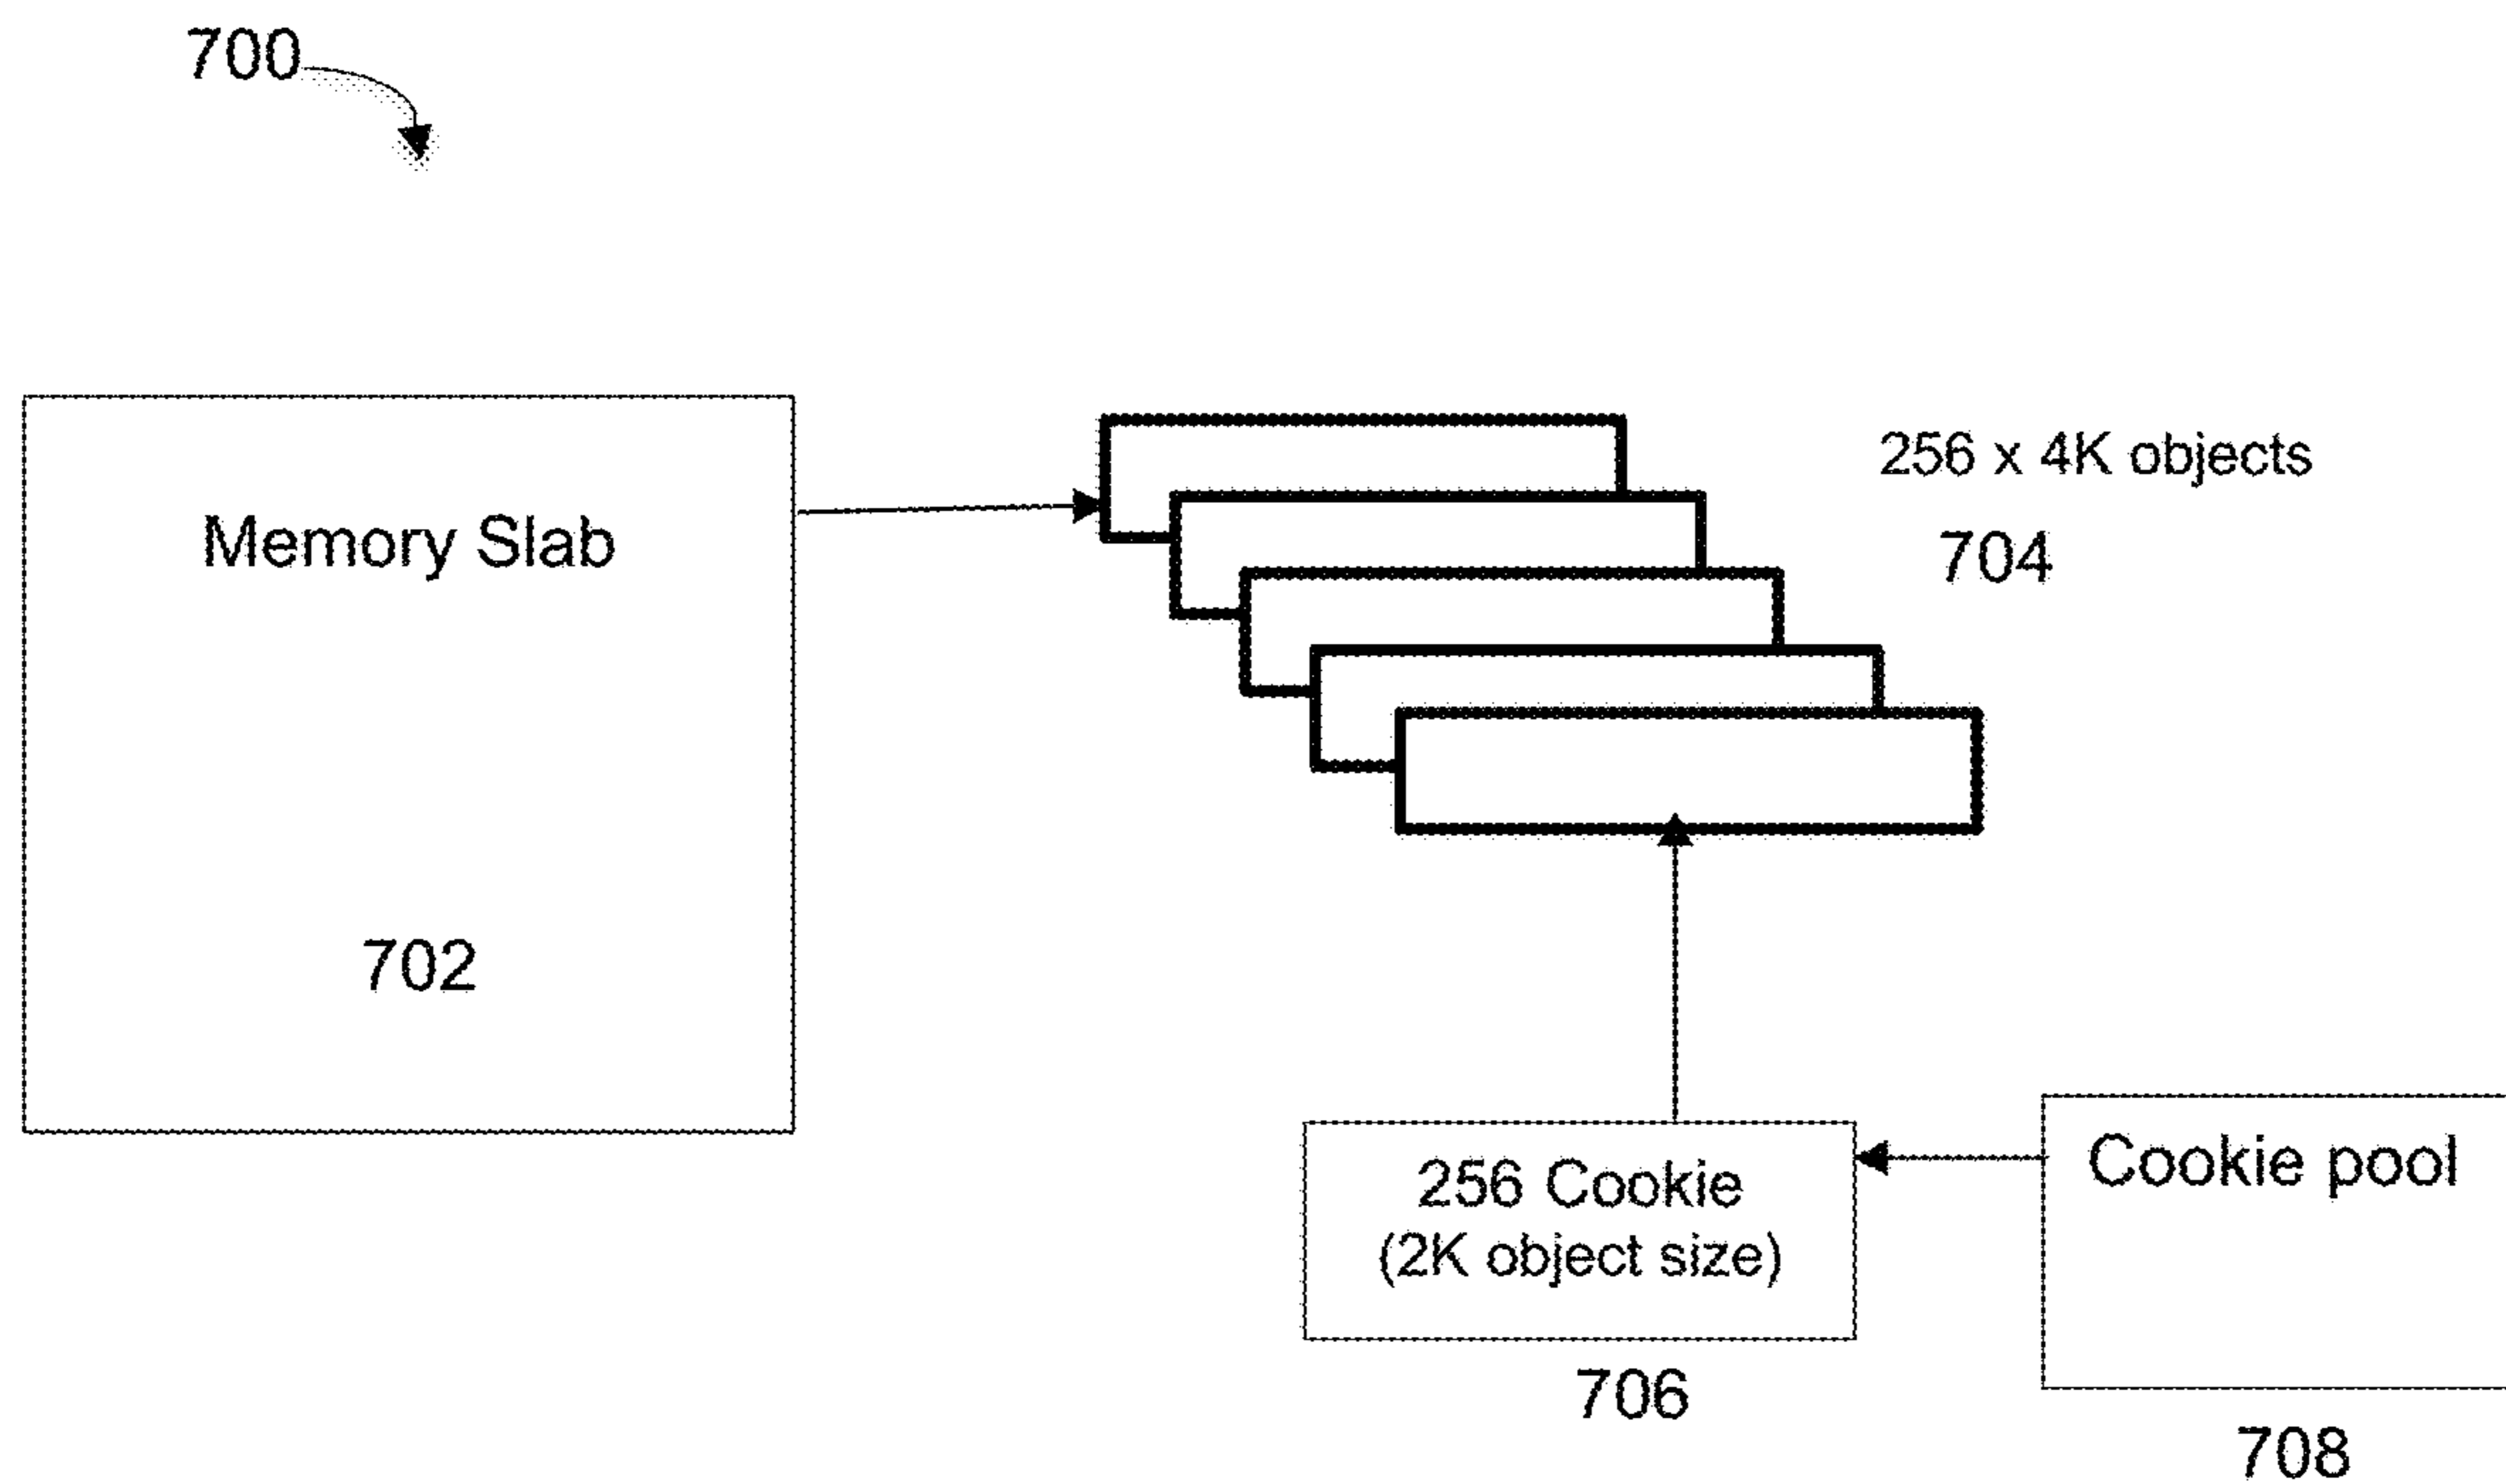 700
Memory Slab
702
256 x 4K objects
704
256 Cookie
(2K object size)
706
Cookie pool
708